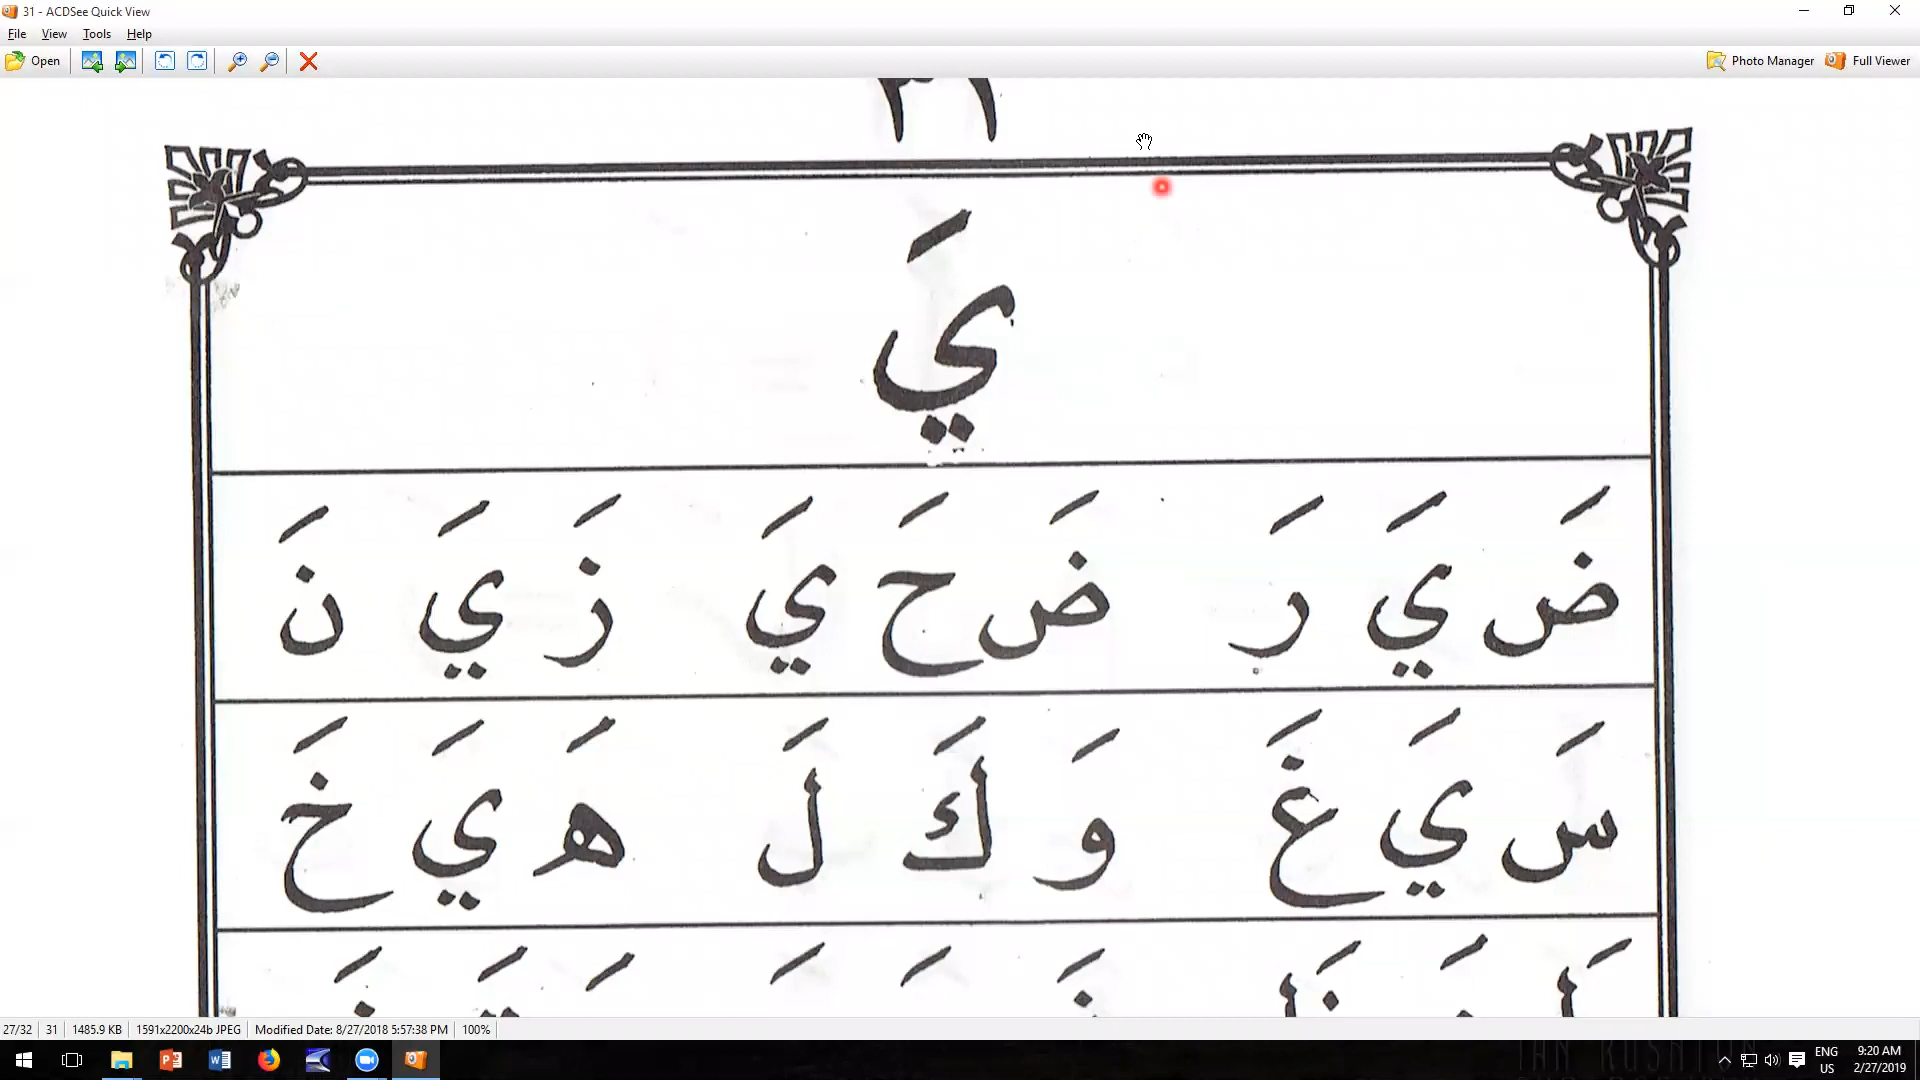 31 - ACDSee Quick View
File View Tools Help
Open Photo Manager Full Viewer
٣١
يَ
ضَ يَ رَ ضَ حَ يَ زَ يَ نَ
سَ يَ غَ وَ كَ لَ هَ يَ خَ
27/32 31 1485.9 KB 1591x2200x24b JPEG Modified Date: 8/27/2018 5:57:38 PM 100%
ENG 9:20 AM
US 2/27/2019